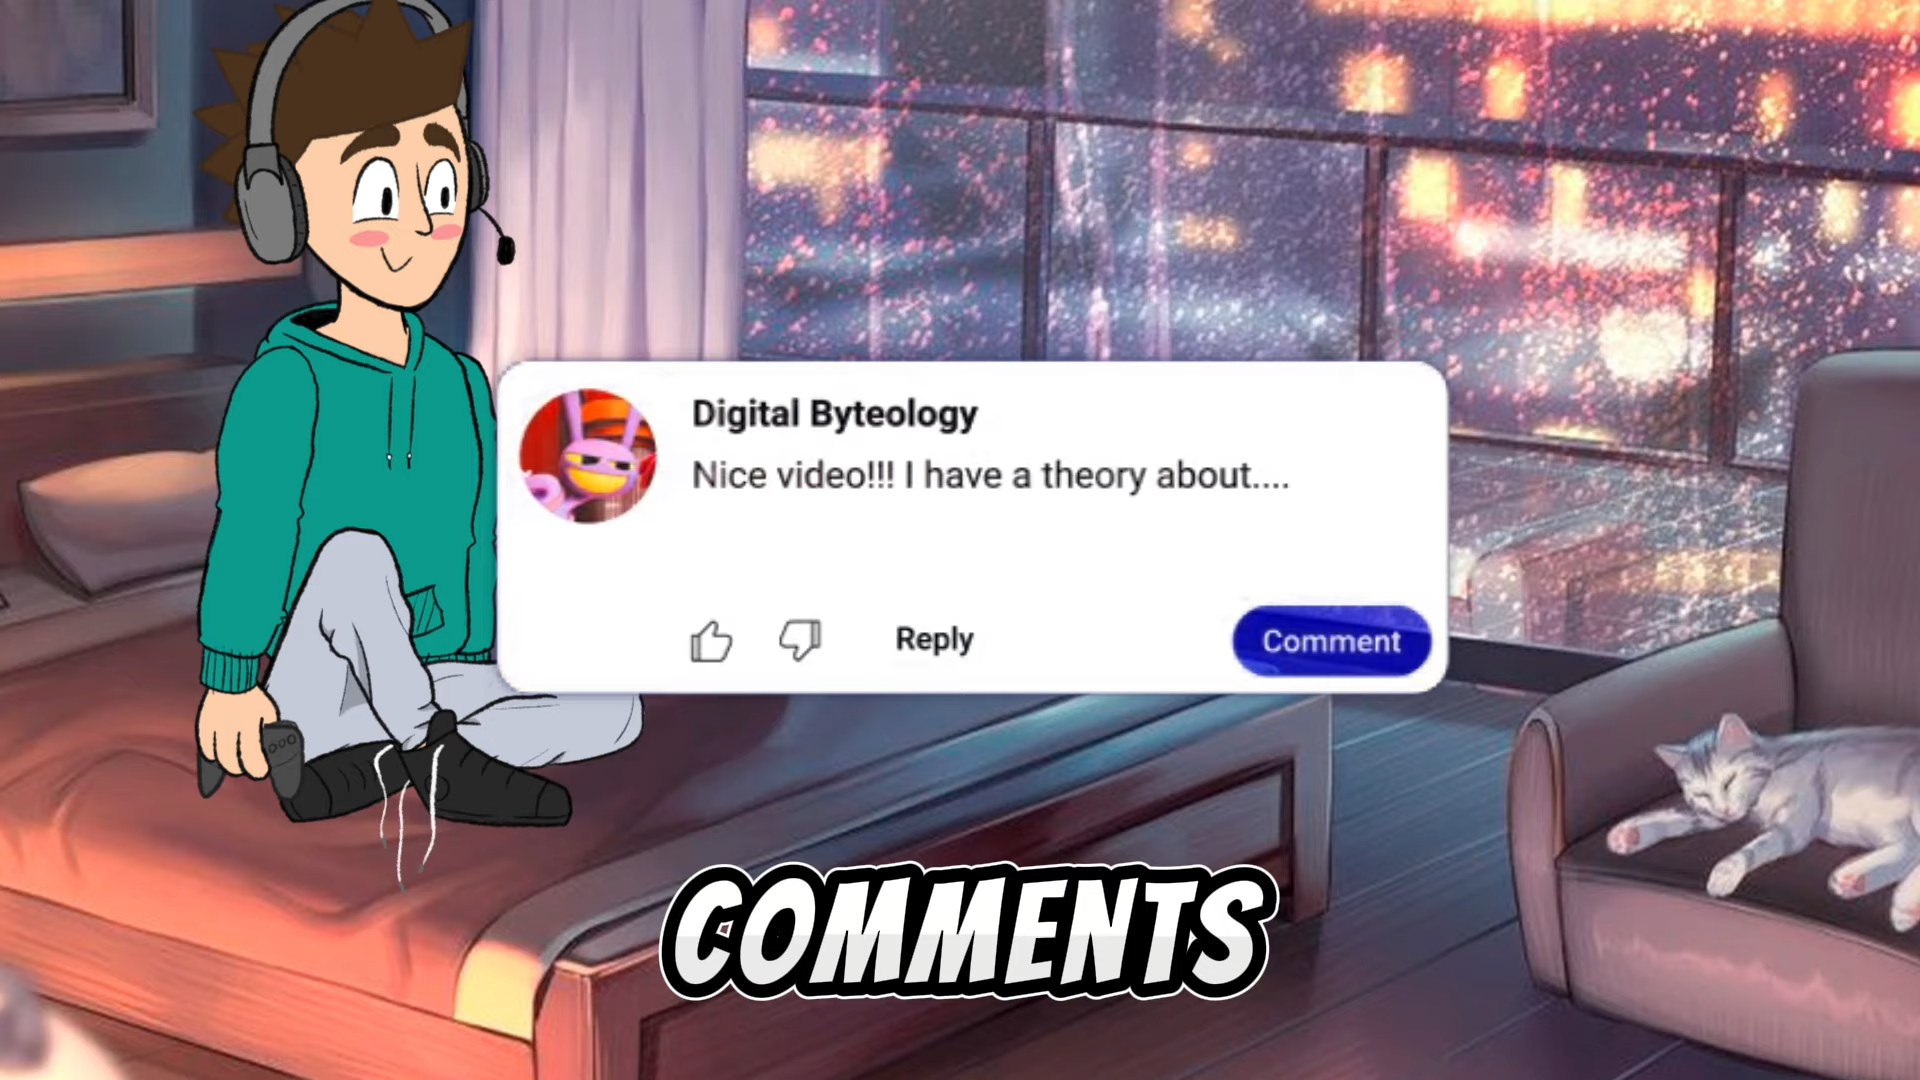 Digital Byteology
Nice video!!! I have a theory about....
Reply
Comment
COMMENTS